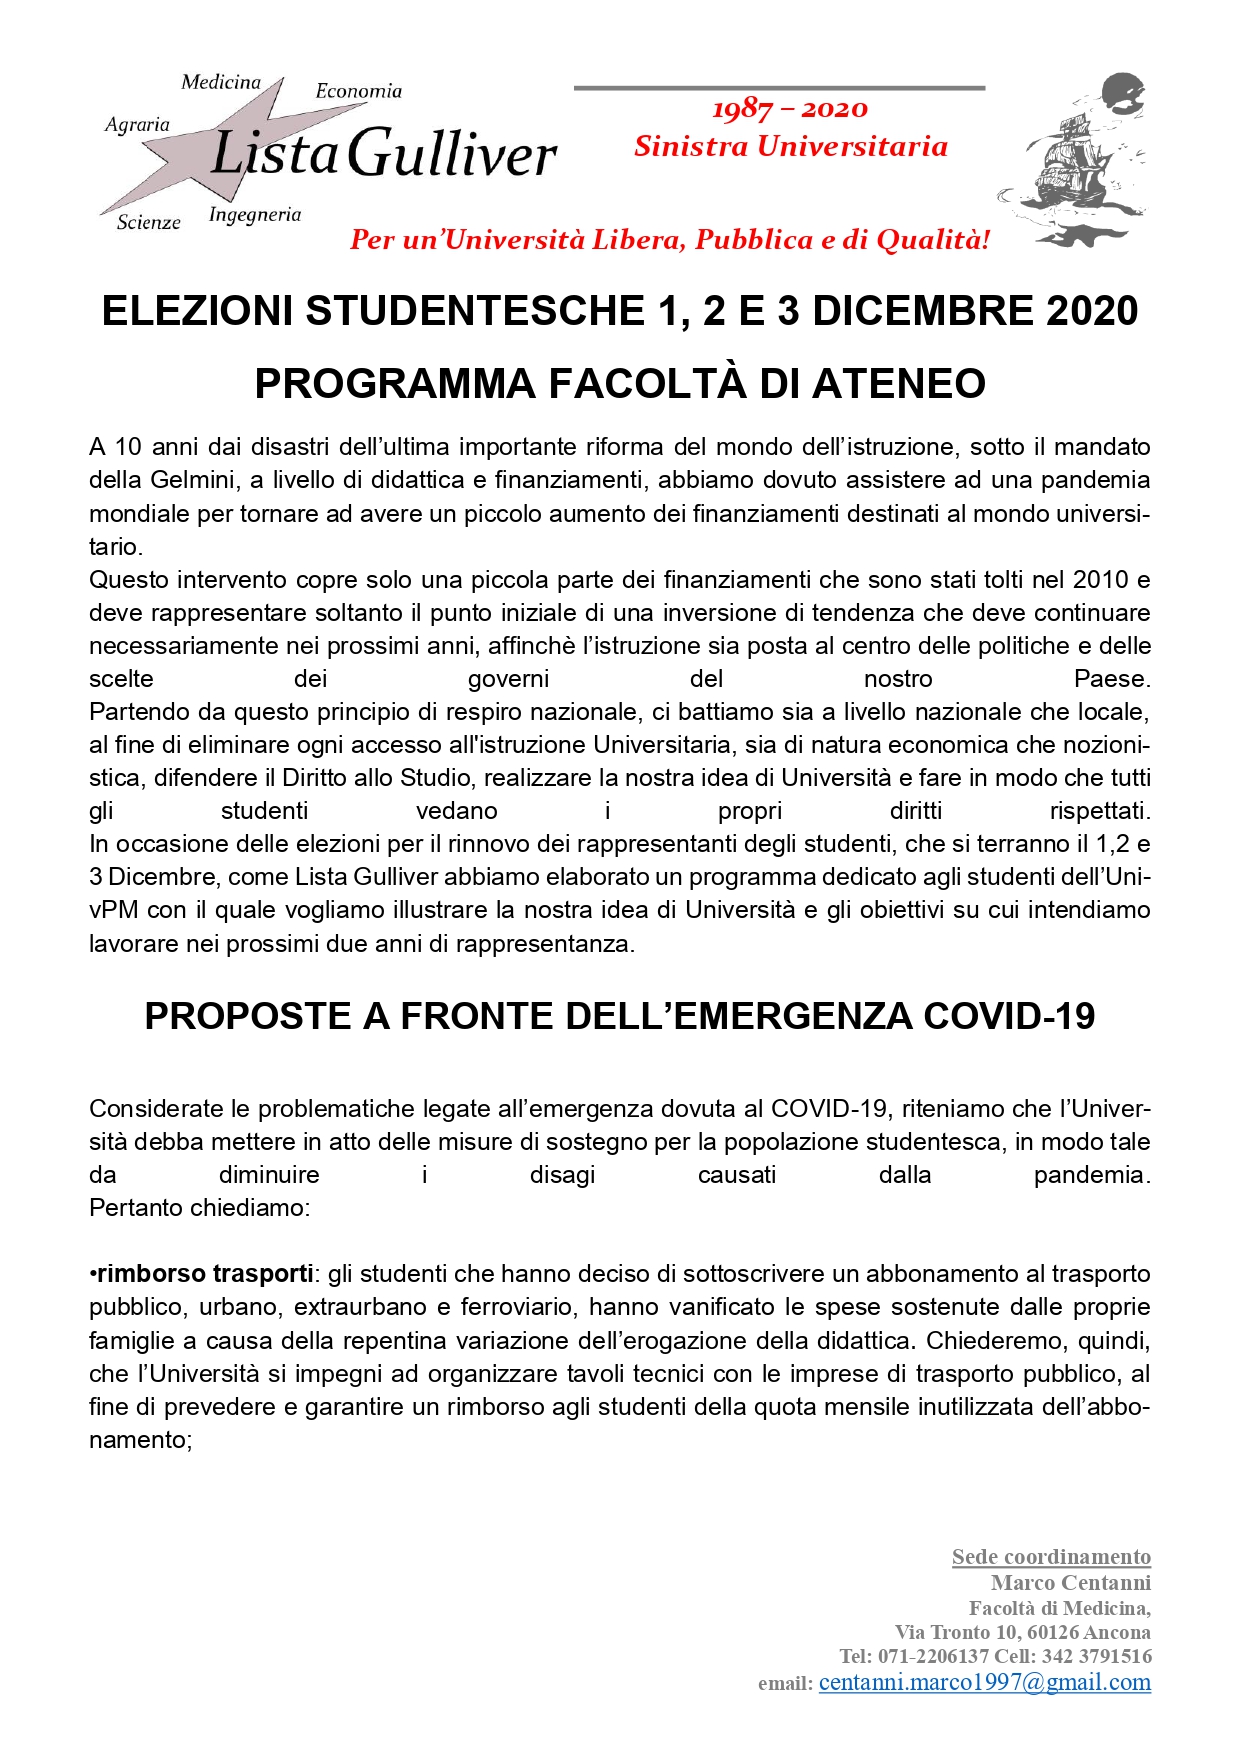 Medicina
Economia
Agraria
Lista Gulliver
Scienze
Ingegneria
1987 – 2020
Sinistra Universitaria
Per un’Università Libera, Pubblica e di Qualità!
ELEZIONI STUDENTESCHE 1, 2 E 3 DICEMBRE 2020
PROGRAMMA FACOLTÀ DI ATENEO
A 10 anni dai disastri dell’ultima importante riforma del mondo dell’istruzione, sotto il mandato
della Gelmini, a livello di didattica e finanziamenti, abbiamo dovuto assistere ad una pandemia
mondiale per tornare ad avere un piccolo aumento dei finanziamenti destinati al mondo universi-
tario.
Questo intervento copre solo una piccola parte dei finanziamenti che sono stati tolti nel 2010 e
deve rappresentare soltanto il punto iniziale di una inversione di tendenza che deve continuare
necessariamente nei prossimi anni, affinchè l’istruzione sia posta al centro delle politiche e delle
scelte dei governi del nostro Paese.
Partendo da questo principio di respiro nazionale, ci battiamo sia a livello nazionale che locale,
al fine di eliminare ogni accesso all'istruzione Universitaria, sia di natura economica che nozioni-
stica, difendere il Diritto allo Studio, realizzare la nostra idea di Università e fare in modo che tutti
gli studenti vedano i propri diritti rispettati.
In occasione delle elezioni per il rinnovo dei rappresentanti degli studenti, che si terranno il 1,2 e
3 Dicembre, come Lista Gulliver abbiamo elaborato un programma dedicato agli studenti dell’Uni-
vPM con il quale vogliamo illustrare la nostra idea di Università e gli obiettivi su cui intendiamo
lavorare nei prossimi due anni di rappresentanza.
PROPOSTE A FRONTE DELL’EMERGENZA COVID-19
Considerate le problematiche legate all’emergenza dovuta al COVID-19, riteniamo che l’Univer-
sità debba mettere in atto delle misure di sostegno per la popolazione studentesca, in modo tale
da diminuire i disagi causati dalla pandemia.
Pertanto chiediamo:
•rimborso trasporti: gli studenti che hanno deciso di sottoscrivere un abbonamento al trasporto
pubblico, urbano, extraurbano e ferroviario, hanno vanificato le spese sostenute dalle proprie
famiglie a causa della repentina variazione dell’erogazione della didattica. Chiederemo, quindi,
che l’Università si impegni ad organizzare tavoli tecnici con le imprese di trasporto pubblico, al
fine di prevedere e garantire un rimborso agli studenti della quota mensile inutilizzata dell’abbo-
namento;
Sede coordinamento
Marco Centanni
Facoltà di Medicina,
Via Tronto 10, 60126 Ancona
Tel: 071-2206137 Cell: 342 3791516
email: centanni.marco1997@gmail.com